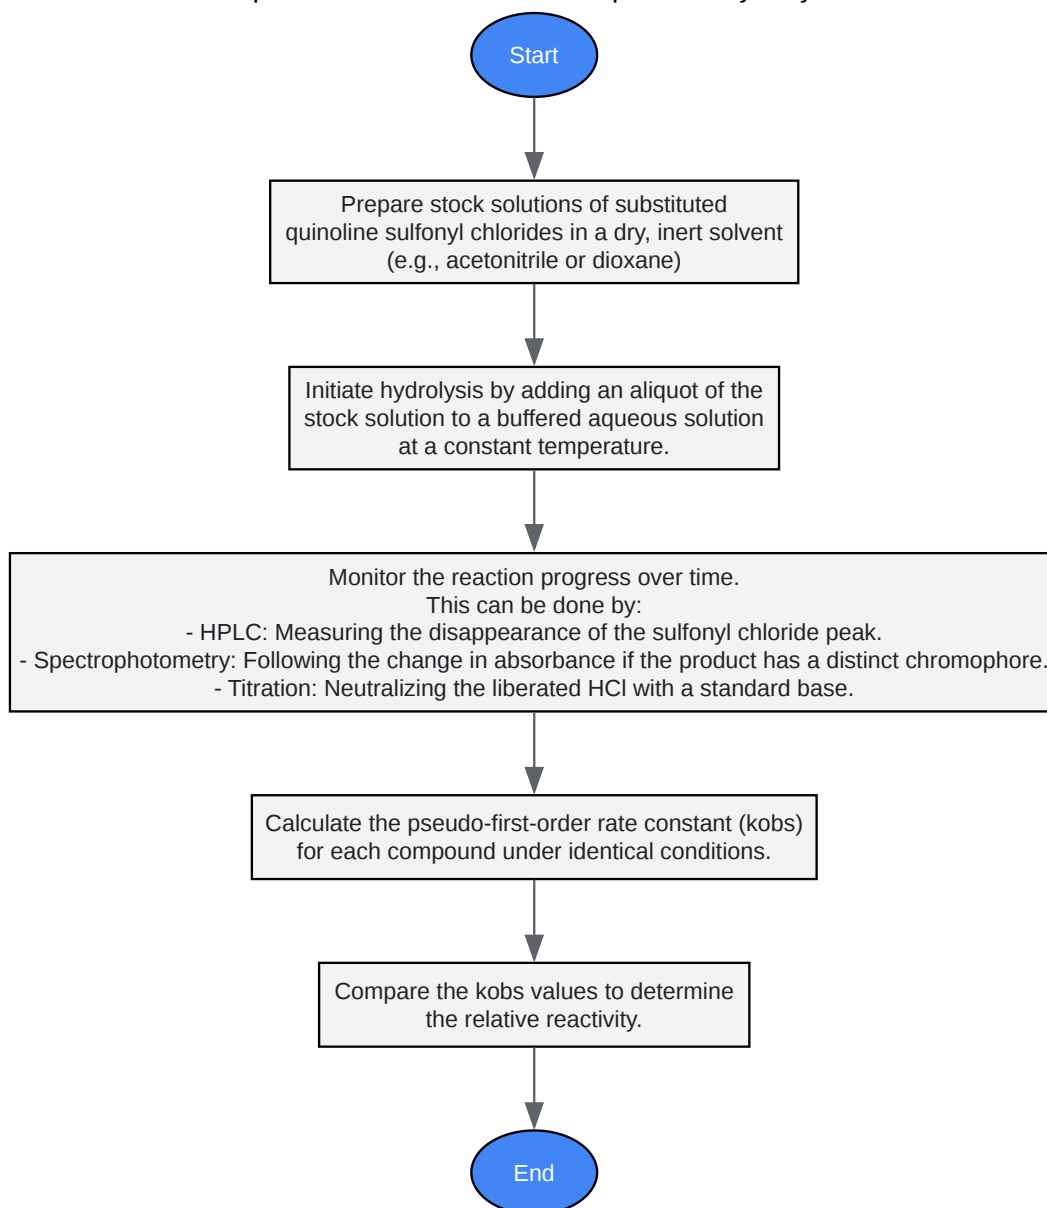 Start
Prepare stock solutions of substituted
quinoline sulfonyl chlorides in a dry, inert solvent
(e.g., acetonitrile or dioxane)
Initiate hydrolysis by adding an aliquot of the
stock solution to a buffered aqueous solution
at a constant temperature.
Monitor the reaction progress over time.
This can be done by:
- HPLC: Measuring the disappearance of the sulfonyl chloride peak.
- Spectrophotometry: Following the change in absorbance if the product has a distinct chromophore.
- Titration: Neutralizing the liberated HCl with a standard base.
Calculate the pseudo-first-order rate constant (kobs)
for each compound under identical conditions.
Compare the kobs values to determine
the relative reactivity.
End